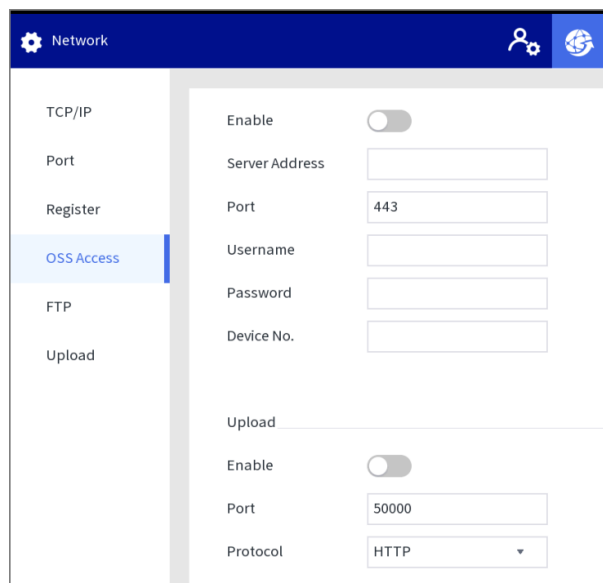 Network
TCP/IP
Port
Register
OSS Access
FTP
Upload
Enable
Server Address
Port 443
Username
Password
Device No.
Upload
Enable
Port 50000
Protocol HTTP